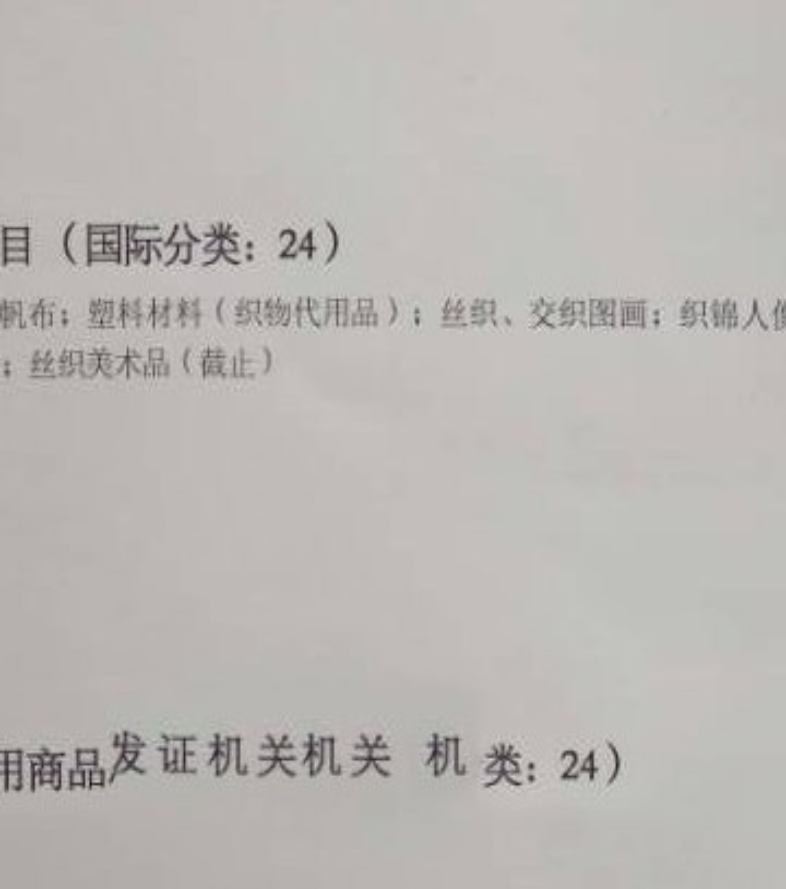 目（国际分类：24）
帆布；塑料材料（织物代用品）；丝织、交织图画；织锦人像
；丝织美术品（截止）
用商品/发证机关机关 机 类：24）